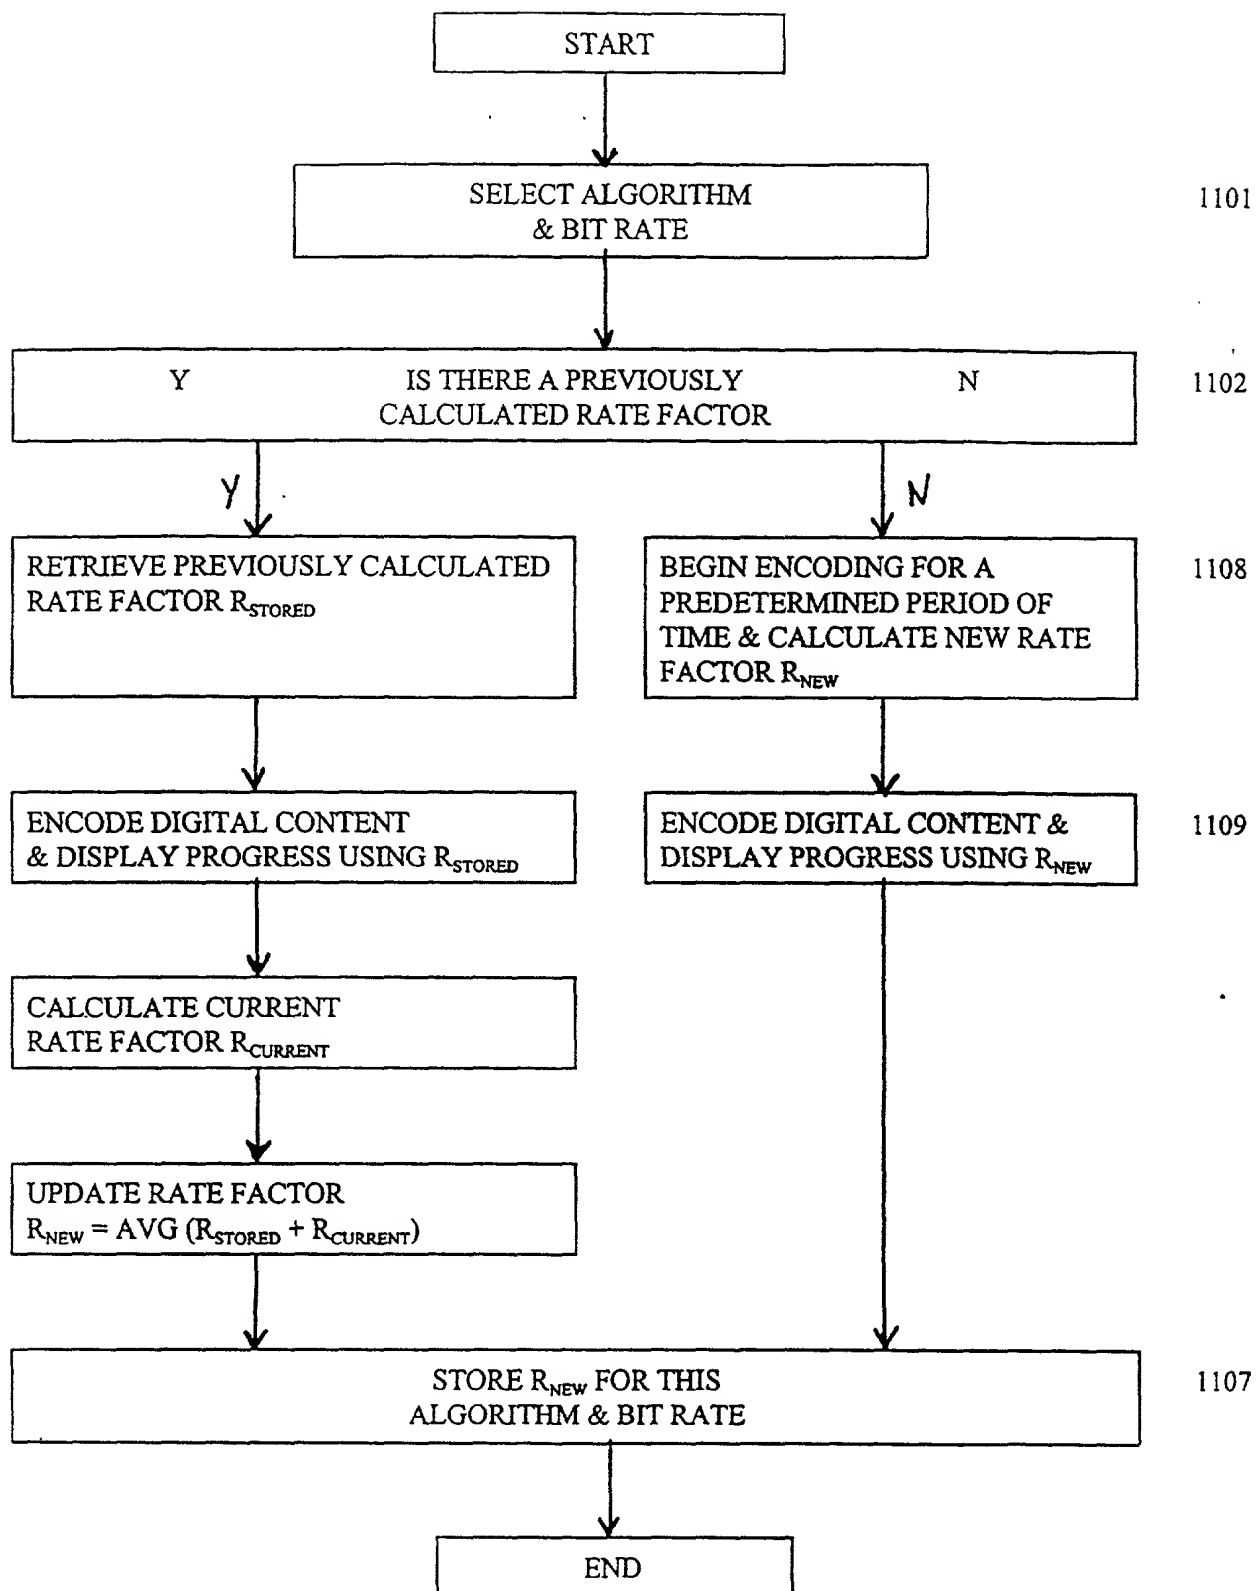 START
SELECT ALGORITHM
& BIT RATE
1101
Y IS THERE A PREVIOUSLY N
CALCULATED RATE FACTOR
1102
Y
N
RETRIEVE PREVIOUSLY CALCULATED
RATE FACTOR R_STORED
BEGIN ENCODING FOR A
PREDETERMINED PERIOD OF
TIME & CALCULATE NEW RATE
FACTOR R_NEW
1108
ENCODE DIGITAL CONTENT
& DISPLAY PROGRESS USING R_STORED
ENCODE DIGITAL CONTENT &
DISPLAY PROGRESS USING R_NEW
1109
CALCULATE CURRENT
RATE FACTOR R_CURRENT
UPDATE RATE FACTOR
R_NEW = AVG (R_STORED + R_CURRENT)
STORE R_NEW FOR THIS
ALGORITHM & BIT RATE
1107
END